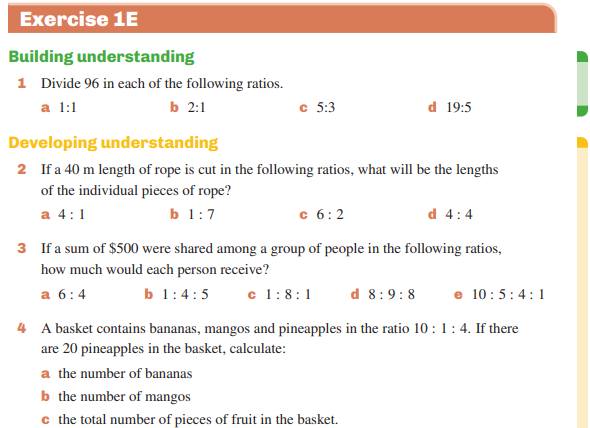 Exercise 1E
Building understanding
1 Divide 96 in each of the following ratios.
a 1:1 b 2:1 c 5:3 d 19:5
Developing understanding
2 If a 40 m length of rope is cut in the following ratios, what will be the lengths
of the individual pieces of rope?
a 4 : 1 b 1 : 7 c 6 : 2 d 4 : 4
3 If a sum of $500 were shared among a group of people in the following ratios,
how much would each person receive?
a 6 : 4 b 1 : 4 : 5 c 1 : 8 : 1 d 8 : 9 : 8 e 10 : 5 : 4 : 1
4 A basket contains bananas, mangos and pineapples in the ratio 10 : 1 : 4. If there
are 20 pineapples in the basket, calculate:
a the number of bananas
b the number of mangos
c the total number of pieces of fruit in the basket.